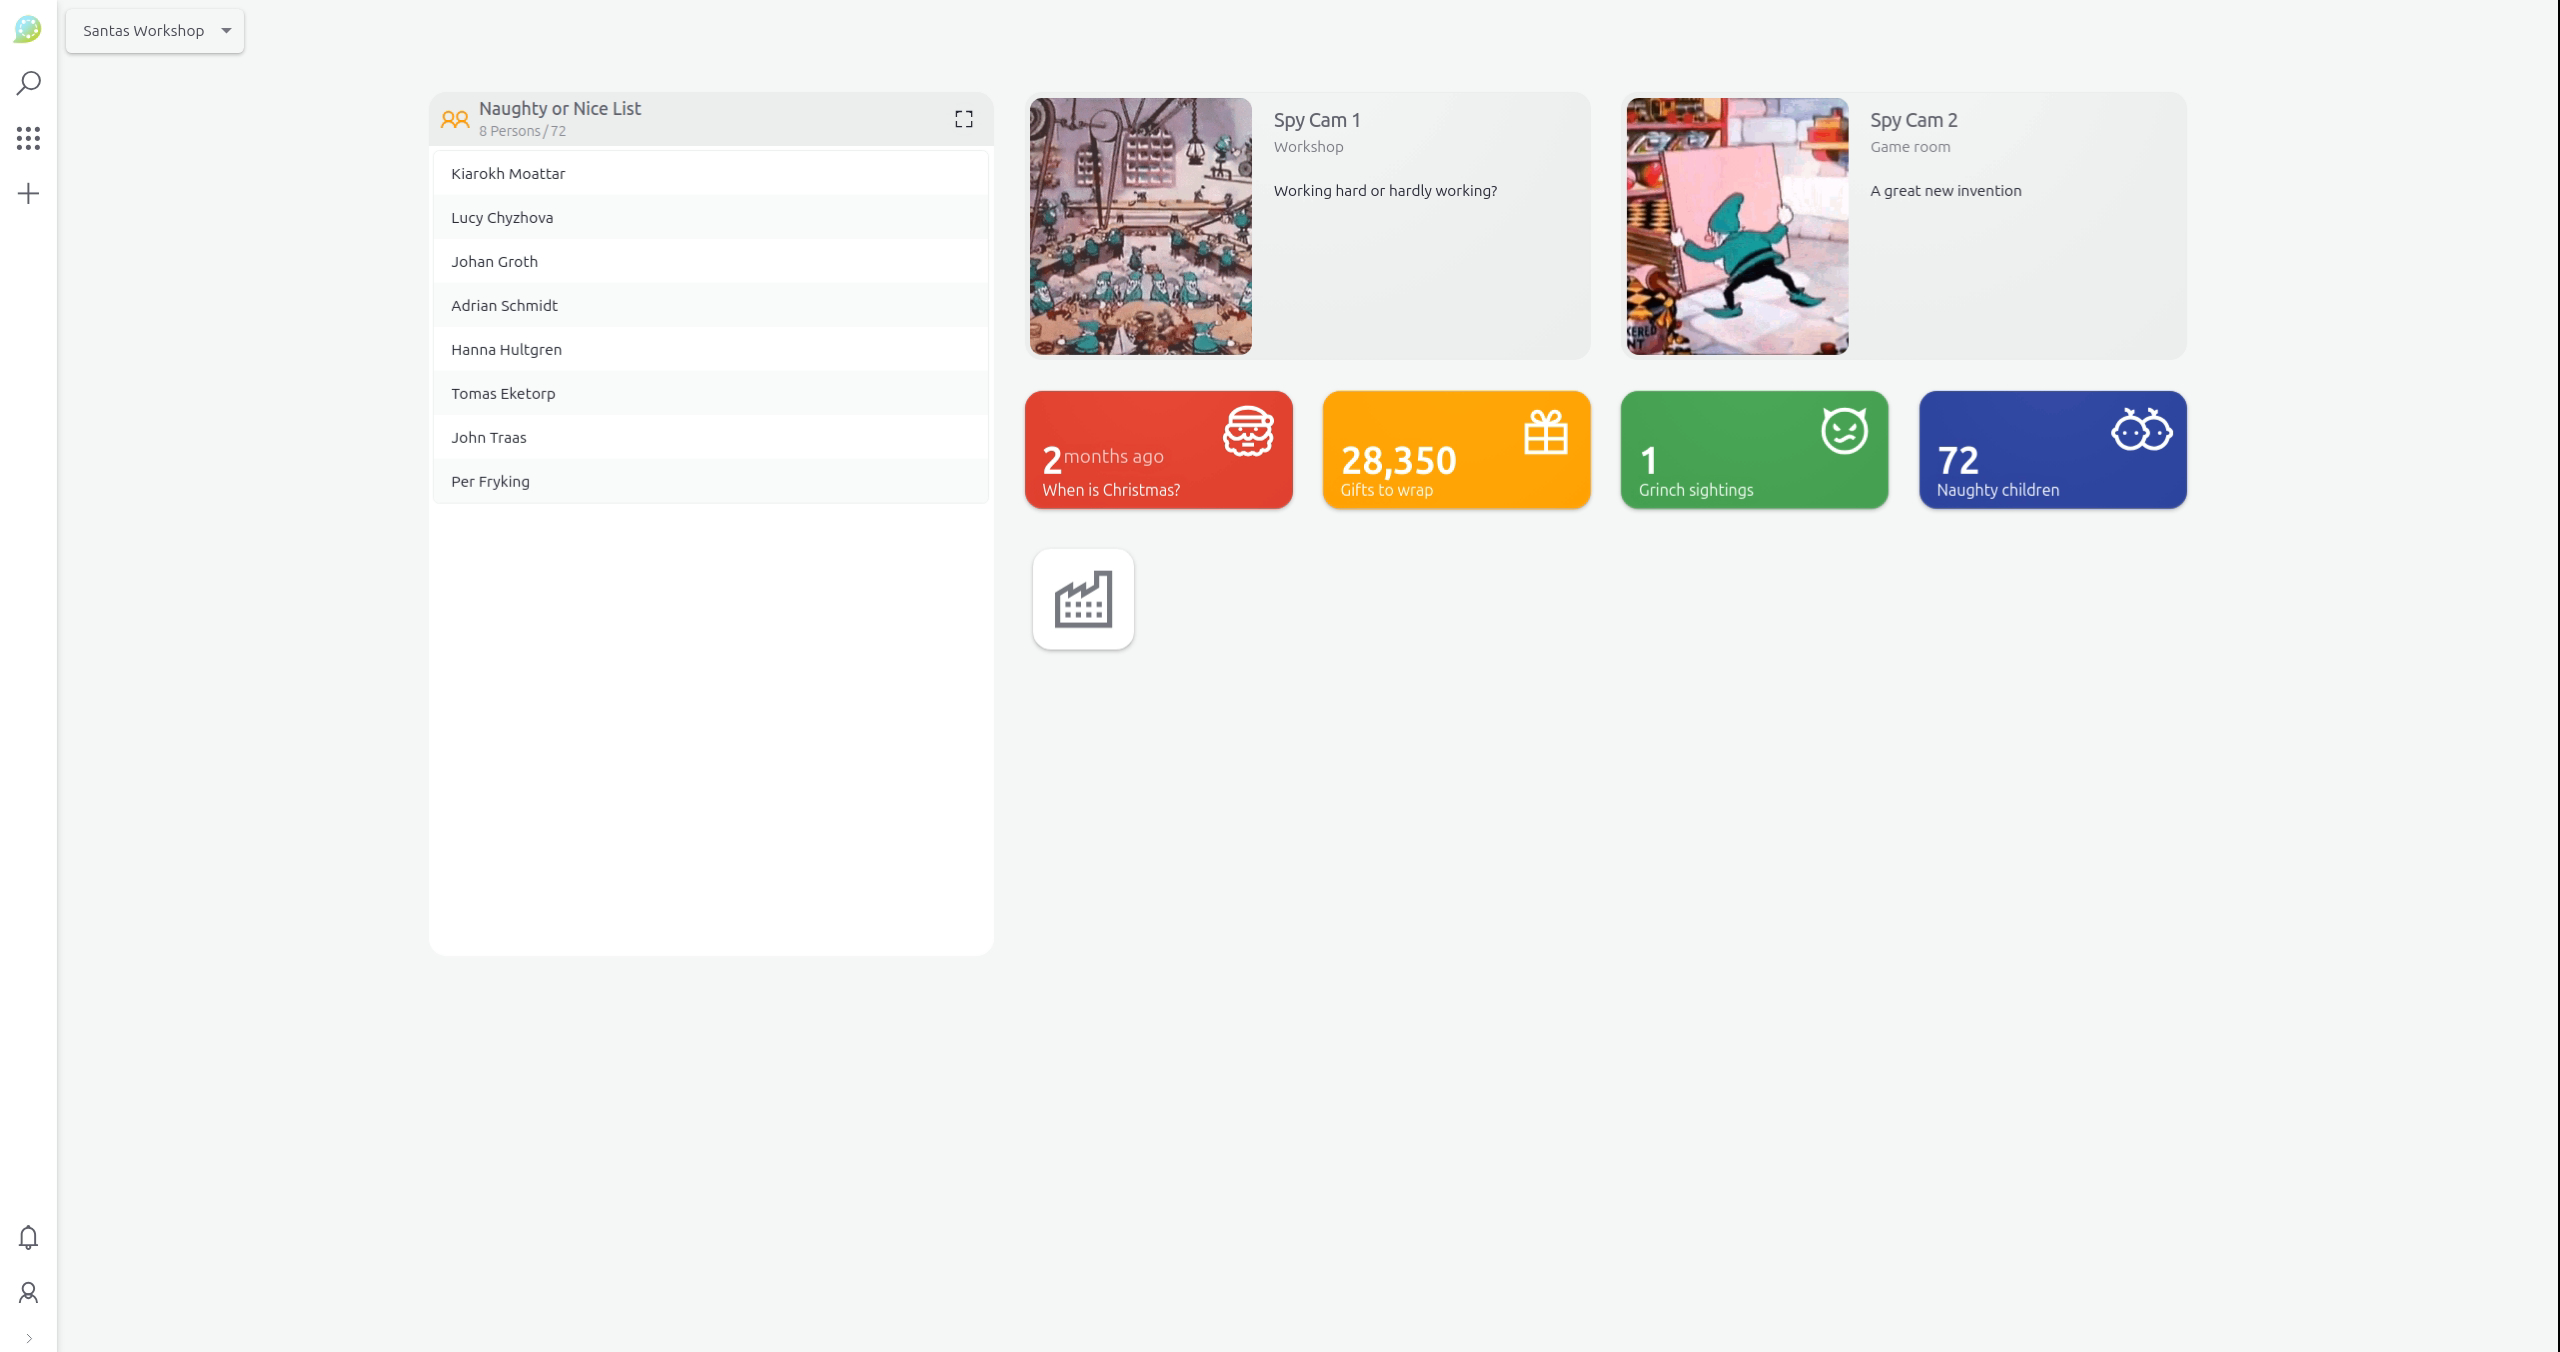 Santas Workshop
Naughty or Nice List
8 Persons / 72
Kiarokh Moattar
Lucy Chyzhova
Johan Groth
Adrian Schmidt
Hanna Hultgren
Tomas Eketorp
John Traas
Per Fryking
Spy Cam 1
Workshop
Working hard or hardly working?
Spy Cam 2
Game room
A great new invention
2 months ago
When is Christmas?
28,350
Gifts to wrap
1
Grinch sightings
72
Naughty children